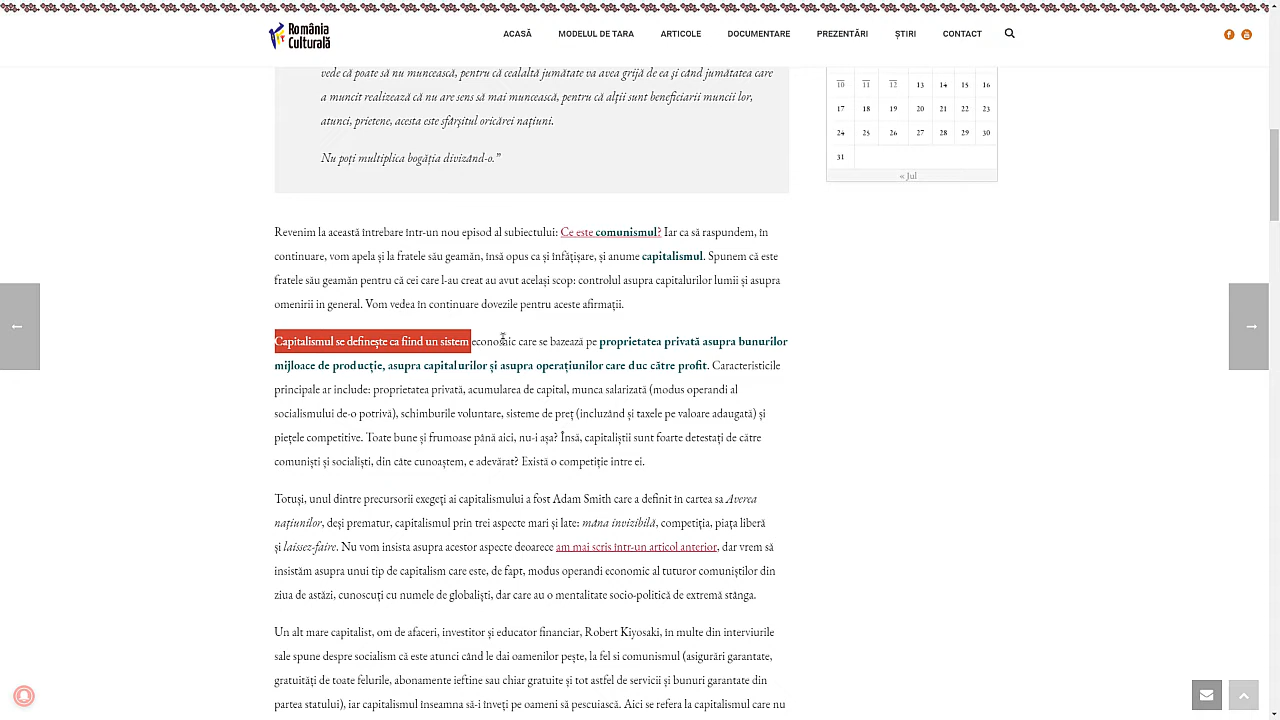 România
Culturală
ACASĂ MODELUL DE TARA ARTICOLE DOCUMENTARE PREZENTĂRI ȘTIRI CONTACT
vede că poate să nu muncească, pentru că cealaltă jumătate va avea grijă de ea și când jumătatea care
a muncit realizează că nu are sens să mai muncească, pentru că alții sunt beneficiarii muncii lor,
atunci, prietene, acesta este sfârșitul oricărei națiuni.
Nu poți multiplica bogăția divizând-o.”
Revenim la această întrebare într-un nou episod al subiectului: Ce este comunismul? Iar ca să raspundem, în
continuare, vom apela și la fratele său geamăn, însă opus ca și înfățișare, și anume capitalismul. Spunem că este
fratele său geamăn pentru că cei care l-au creat au avut același scop: controlul asupra capitalurilor lumii și asupra
omenirii in general. Vom vedea în continuare dovezile pentru aceste afirmații.
Capitalismul se definește ca fiind un sistem economic care se bazează pe proprietatea privată asupra bunurilor
mijloace de producție, asupra capitalurilor și asupra operațiunilor care duc către profit. Caracteristicile
principale ar include: proprietatea privată, acumularea de capital, munca salarizată (modus operandi al
socialismului de-o potrivă), schimburile voluntare, sisteme de preț (incluzând și taxele pe valoare adaugată) și
piețele competitive. Toate bune și frumoase până aici, nu-i așa? Însă, capitaliștii sunt foarte detestați de către
comuniști și socialiști, din câte cunoaștem, e adevărat? Există o competiție intre ei.
Totuși, unul dintre precursorii exegeți ai capitalismului a fost Adam Smith care a definit în cartea sa Averea
națiunilor, deși prematur, capitalismul prin trei aspecte mari și late: mâna invizibilă, competiția, piața liberă
și laissez-faire. Nu vom insista asupra acestor aspecte deoarece am mai scris într-un articol anterior, dar vrem să
insistăm asupra unui tip de capitalism care este, de fapt, modus operandi economic al tuturor comuniștilor din
ziua de astăzi, cunoscuți cu numele de globaliști, dar care au o mentalitate socio-politică de extremă stânga.
Un alt mare capitalist, om de afaceri, investitor și educator financiar, Robert Kiyosaki, în multe din interviurile
sale spune despre socialism că este atunci când le dai oamenilor pește, la fel si comunismul (asigurări garantate,
gratuități de toate felurile, abonamente ieftine sau chiar gratuite și tot astfel de servicii și bunuri garantate din
partea statului), iar capitalismul înseamna să-i înveți pe oameni să pescuiască. Aici se refera la capitalismul care nu
10 11 12 13 14 15 16
17 18 19 20 21 22 23
24 25 26 27 28 29 30
31
« Jul